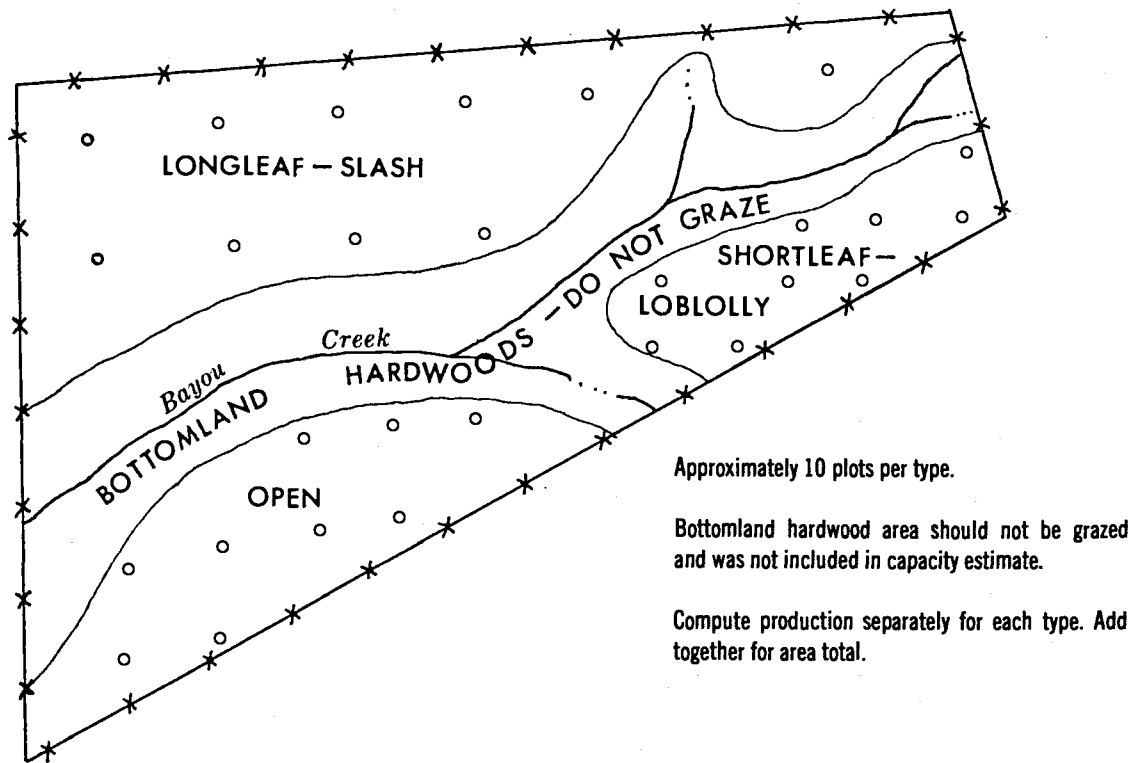 LONGLEAF – SLASH
BOTTOMLAND HARDWOODS – DO NOT GRAZE
SHORTLEAF –
LOBLOLLY
Bayou Creek
OPEN
Approximately 10 plots per type.
Bottomland hardwood area should not be grazed
and was not included in capacity estimate.
Compute production separately for each type. Add
together for area total.